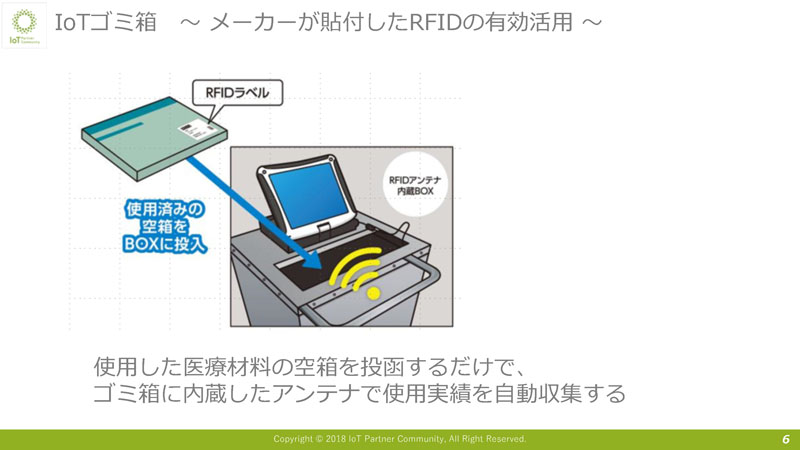 IoTゴミ箱　～ メーカーが貼付したRFIDの有効活用 ～
IoT Partner
Community
RFIDラベル
RFIDアンテナ
内蔵BOX
使用済みの
空箱を
BOXに投入
使用した医療材料の空箱を投函するだけで、
ゴミ箱に内蔵したアンテナで使用実績を自動収集する
Copyright © 2018 IoT Partner Community, All Right Reserved.
6